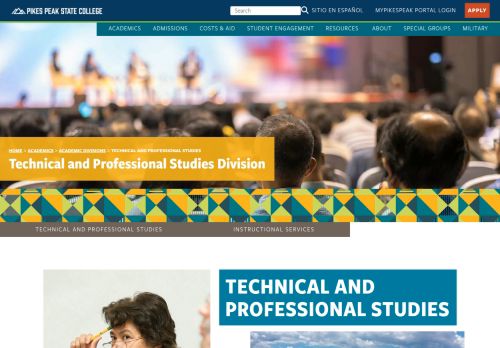 PIKES PEAK STATE COLLEGE
Search
SITIO EN ESPAÑOL
MYPIKESPEAK PORTAL LOGIN
APPLY
ACADEMICS ADMISSIONS COSTS & AID STUDENT ENGAGEMENT RESOURCES ABOUT SPECIAL GROUPS MILITARY
HOME > ACADEMICS > ACADEMIC DIVISIONS > TECHNICAL AND PROFESSIONAL STUDIES
Technical and Professional Studies Division
TECHNICAL AND PROFESSIONAL STUDIES INSTRUCTIONAL SERVICES
TECHNICAL AND
PROFESSIONAL STUDIES